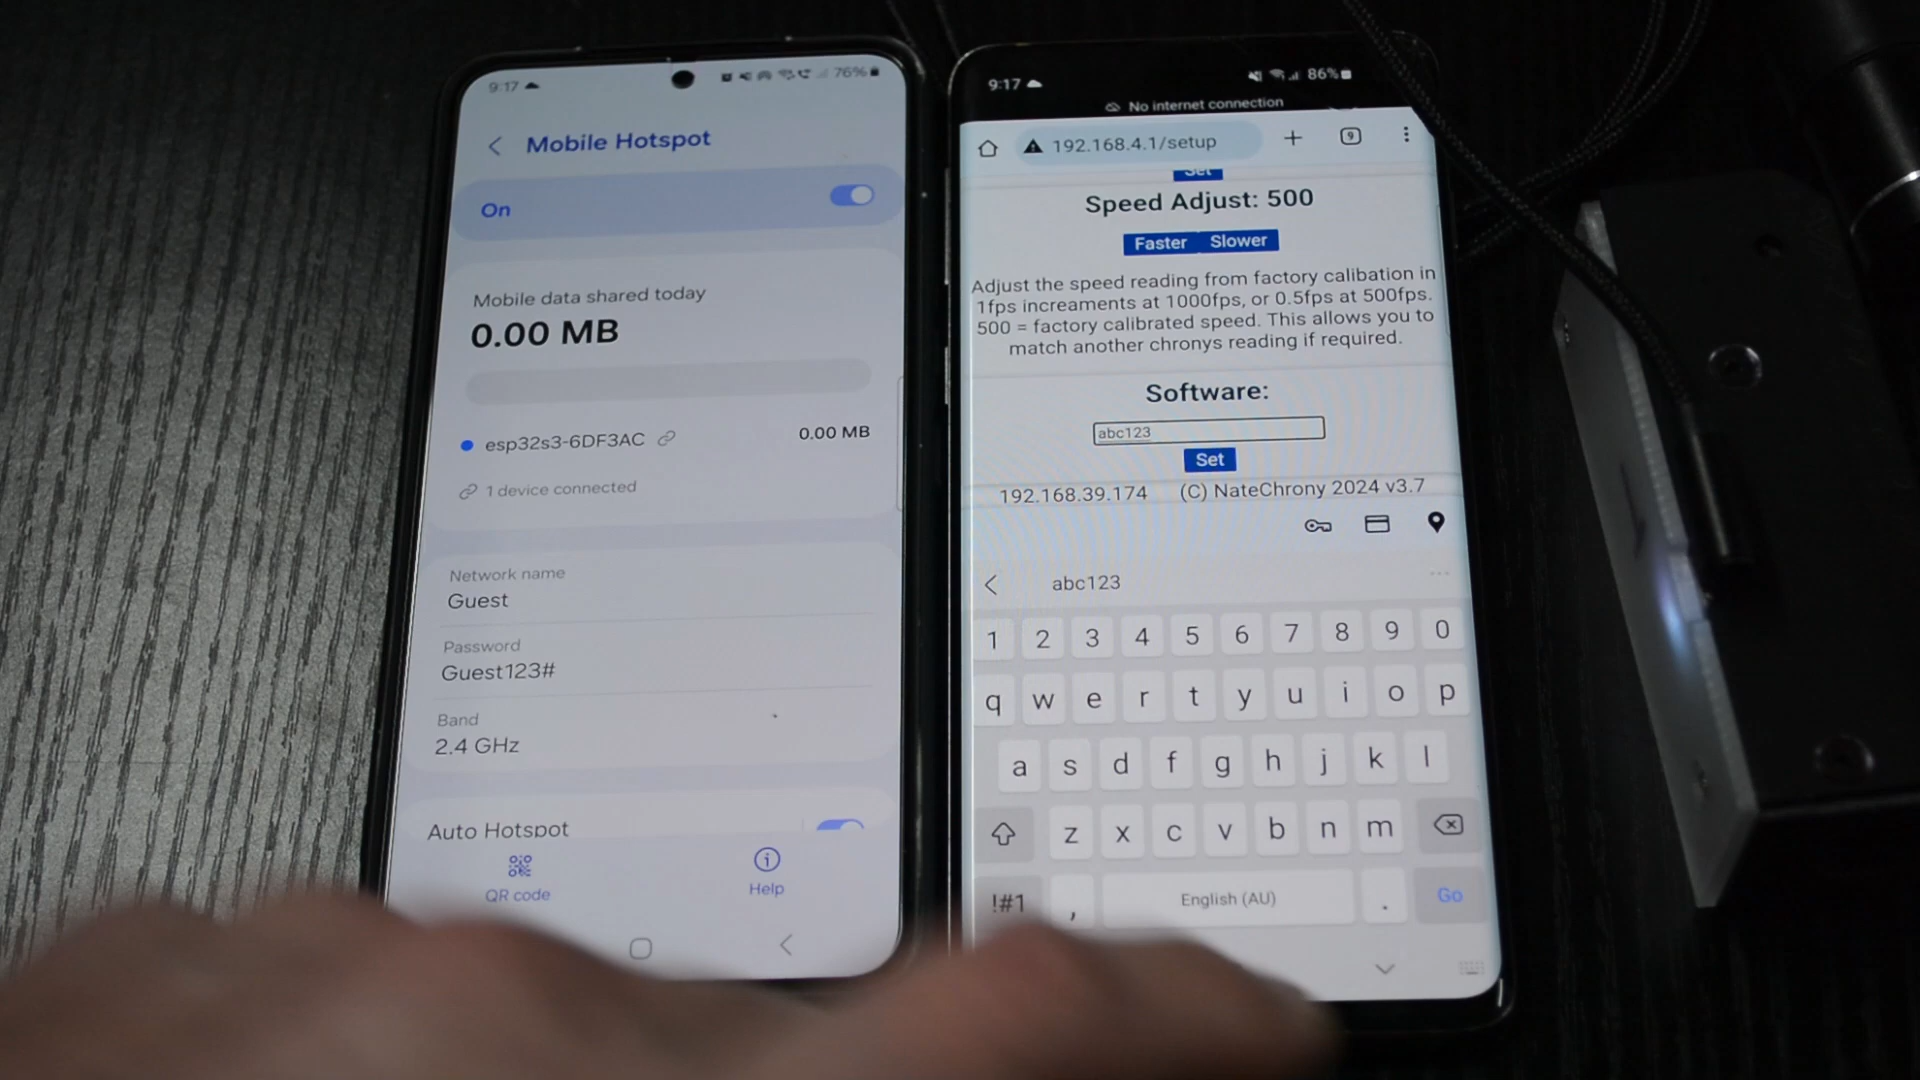 9:17
76%
Mobile Hotspot
On
Mobile data shared today
0.00 MB
esp32s3-6DF3AC
0.00 MB
1 device connected
Network name
Guest
Password
Guest123#
Band
2.4 GHz
Auto Hotspot
QR code
Help
9:17
86%
No internet connection
192.168.4.1/setup
9
Set
Speed Adjust: 500
Faster Slower
Adjust the speed reading from factory calibation in
1fps increaments at 1000fps, or 0.5fps at 500fps.
500 = factory calibrated speed. This allows you to
match another chronys reading if required.
Software:
abc123
Set
192.168.39.174 (C) NateChrony 2024 v3.7
abc123
1 2 3 4 5 6 7 8 9 0
q w e r t y u i o p
a s d f g h j k l
z x c v b n m
!#1 , English (AU) . Go